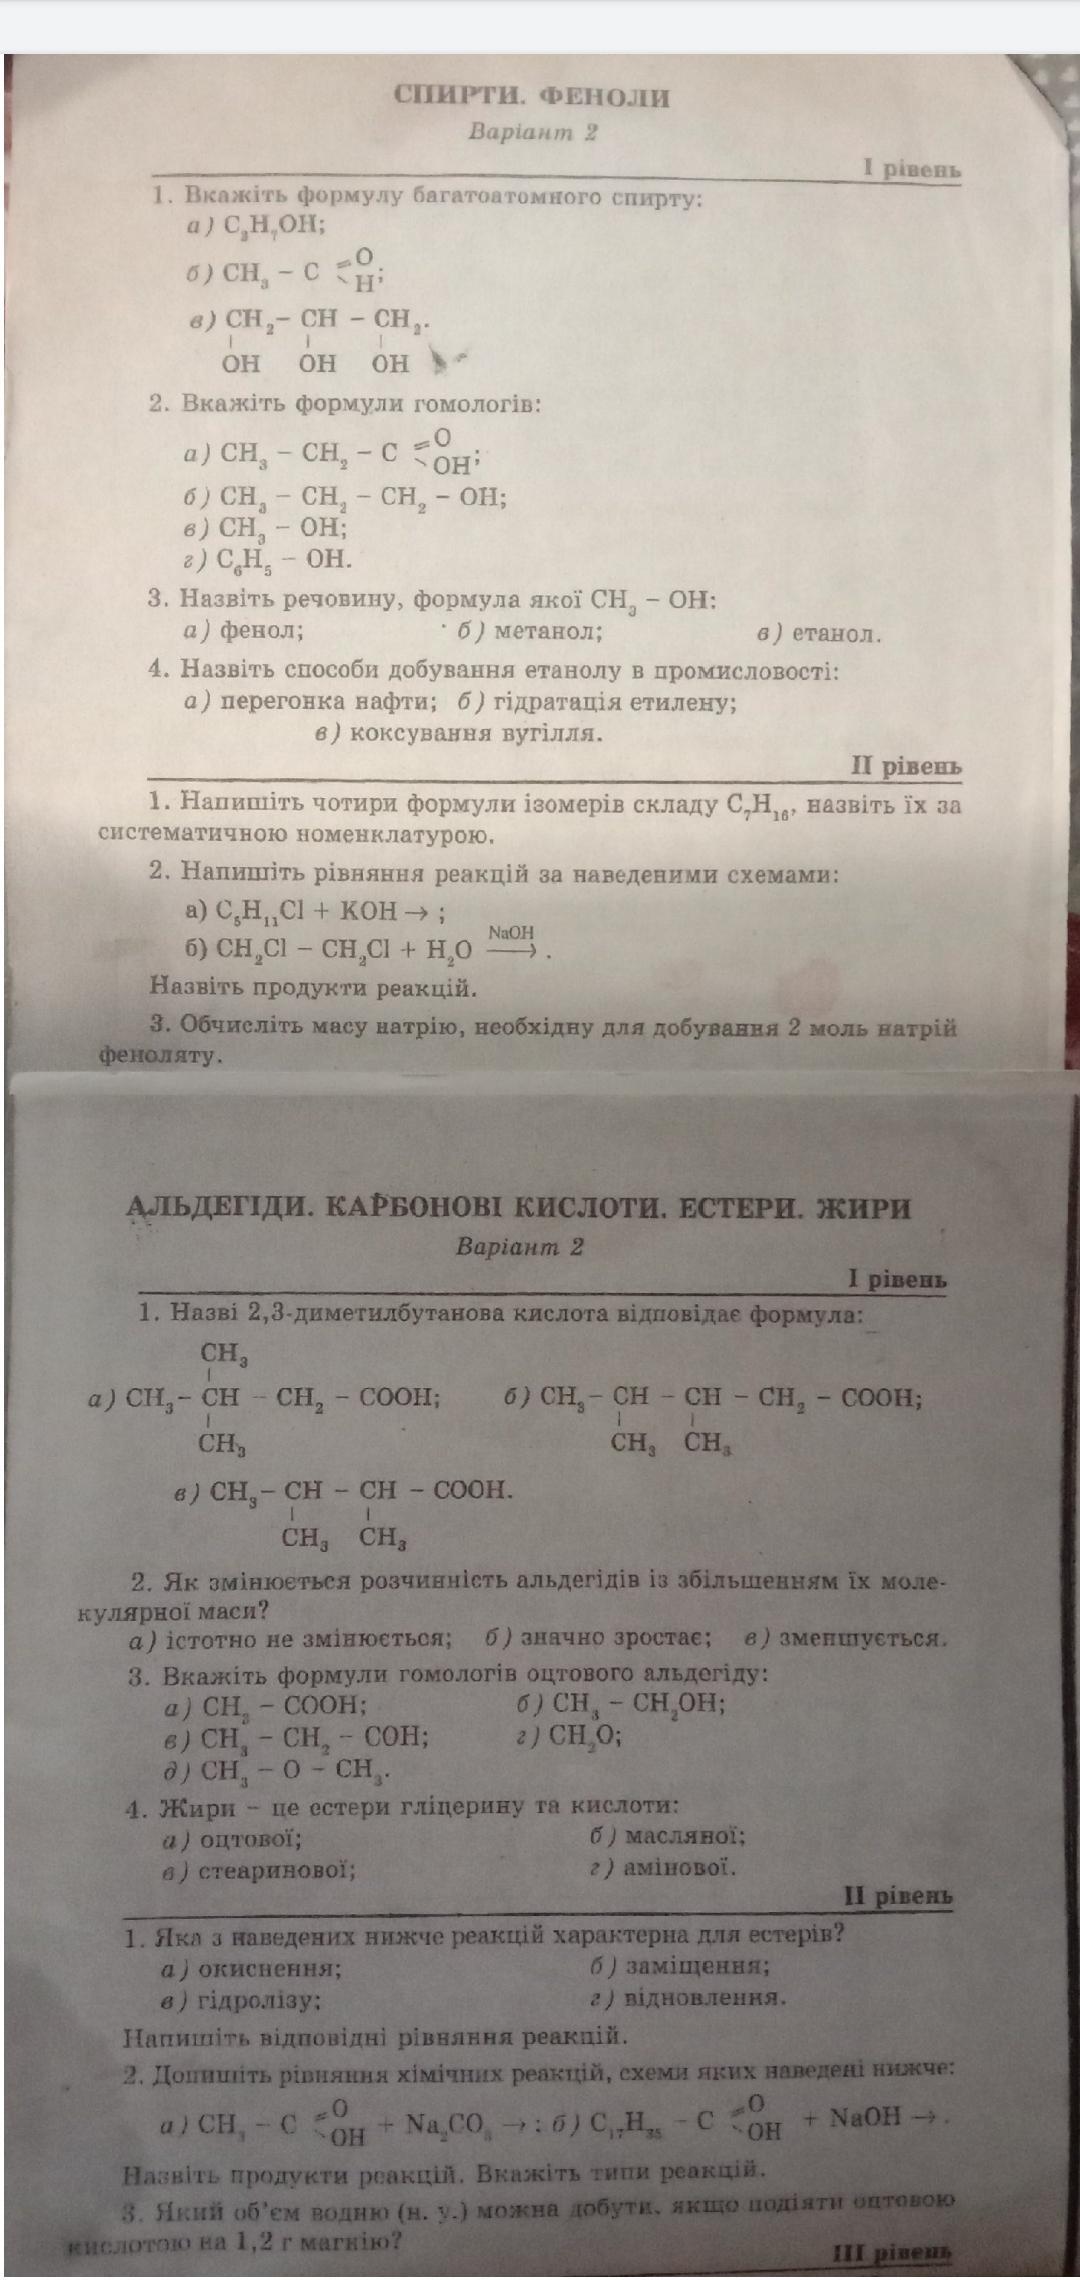 СПИРТИ. ФЕНОЛИ
Варіант 2
І рівень
1. Вкажіть формулу багатоатомного спирту:
а) C₃H₇OH;
б) CH₃ – C =O –H;
в) CH₂– CH – CH₂.
OH OH OH
2. Вкажіть формули гомологів:
а) CH₃ – CH₂ – C =O –OH;
б) CH₃ – CH₂ – CH₂ – OH;
в) CH₃ – OH;
г) C₆H₅ – OH.
3. Назвіть речовину, формула якої CH₃ – OH:
а) фенол; б) метанол; в) етанол.
4. Назвіть способи добування етанолу в промисловості:
а) перегонка нафти; б) гідратація етилену;
в) коксування вугілля.
ІІ рівень
1. Напишіть чотири формули ізомерів складу C₇H₁₆, назвіть їх за
систематичною номенклатурою.
2. Напишіть рівняння реакцій за наведеними схемами:
а) C₅H₁₁Cl + KOH → ;
NaOH
б) CH₂Cl – CH₂Cl + H₂O → .
Назвіть продукти реакцій.
3. Обчисліть масу натрію, необхідну для добування 2 моль натрій
феноляту.
АЛЬДЕГІДИ. КАРБОНОВІ КИСЛОТИ. ЕСТЕРИ. ЖИРИ
Варіант 2
І рівень
1. Назві 2,3-диметилбутанова кислота відповідає формула:
CH₃
а) CH₃– CH – CH₂ – COOH; б) CH₃– CH – CH – CH₂ – COOH;
CH₃ CH₃ CH₃
в) CH₃– CH – CH – COOH.
CH₃ CH₃
2. Як змінюється розчинність альдегідів із збільшенням їх моле-
кулярної маси?
а) істотно не змінюється; б) значно зростає; в) зменшується.
3. Вкажіть формули гомологів оцтового альдегіду:
а) CH₃ – COOH; б) CH₃ – CH₂OH;
в) CH₃ – CH₂ – COH; г) CH₂O;
д) CH₃ – O – CH₃.
4. Жири – це естери гліцерину та кислоти:
а) оцтової; б) масляної;
в) стеаринової; г) амінової.
ІІ рівень
1. Яка з наведених нижче реакцій характерна для естерів?
а) окиснення; б) заміщення;
в) гідролізу; г) відновлення.
Напишіть відповідні рівняння реакцій.
2. Допишіть рівняння хімічних реакцій, схеми яких наведені нижче:
а) CH₃ – C =O –OH + Na₂CO₃ → ; б) C₁₇H₃₅ – C =O –OH + NaOH → .
Назвіть продукти реакцій. Вкажіть типи реакцій.
3. Який об'єм водню (н. у.) можна добути, якщо подіяти оцтовою
кислотою на 1,2 г магнію?
ІІІ рівень